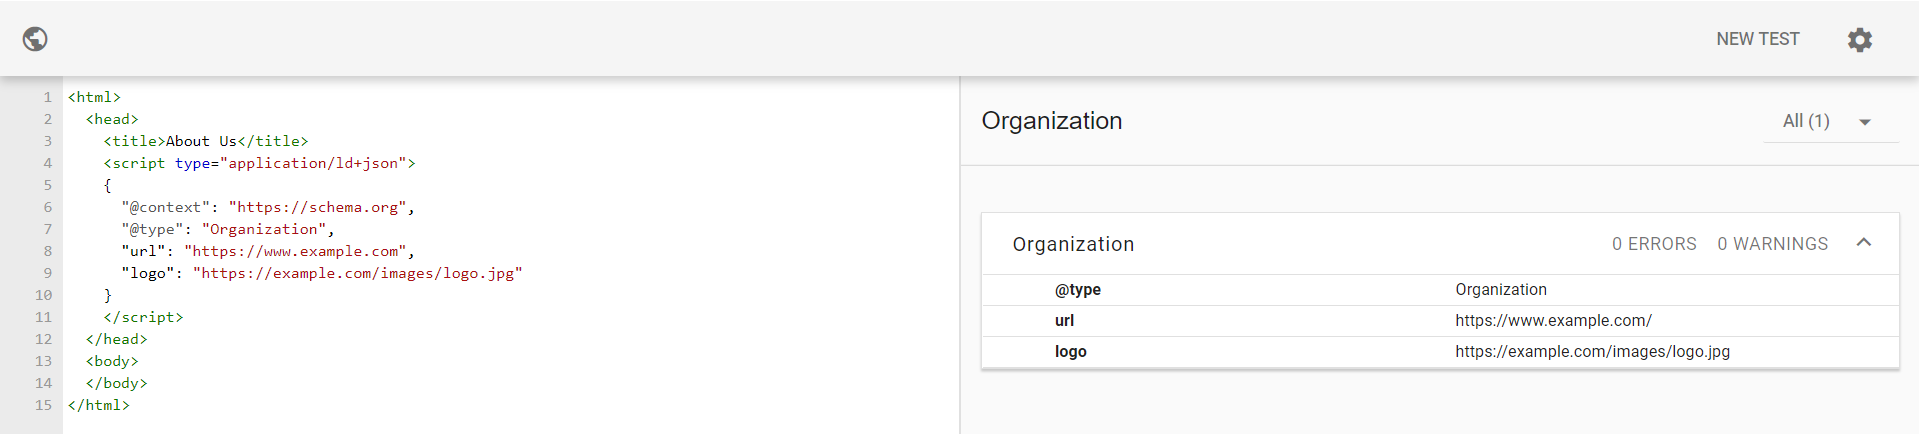 NEW TEST
1 <html>
2 <head>
3 <title>About Us</title>
4 <script type="application/ld+json">
5 {
6 "@context": "https://schema.org",
7 "@type": "Organization",
8 "url": "https://www.example.com",
9 "logo": "https://example.com/images/logo.jpg"
10 }
11 </script>
12 </head>
13 <body>
14 </body>
15 </html>
Organization All (1)
Organization 0 ERRORS 0 WARNINGS
@type Organization
url https://www.example.com/
logo https://example.com/images/logo.jpg